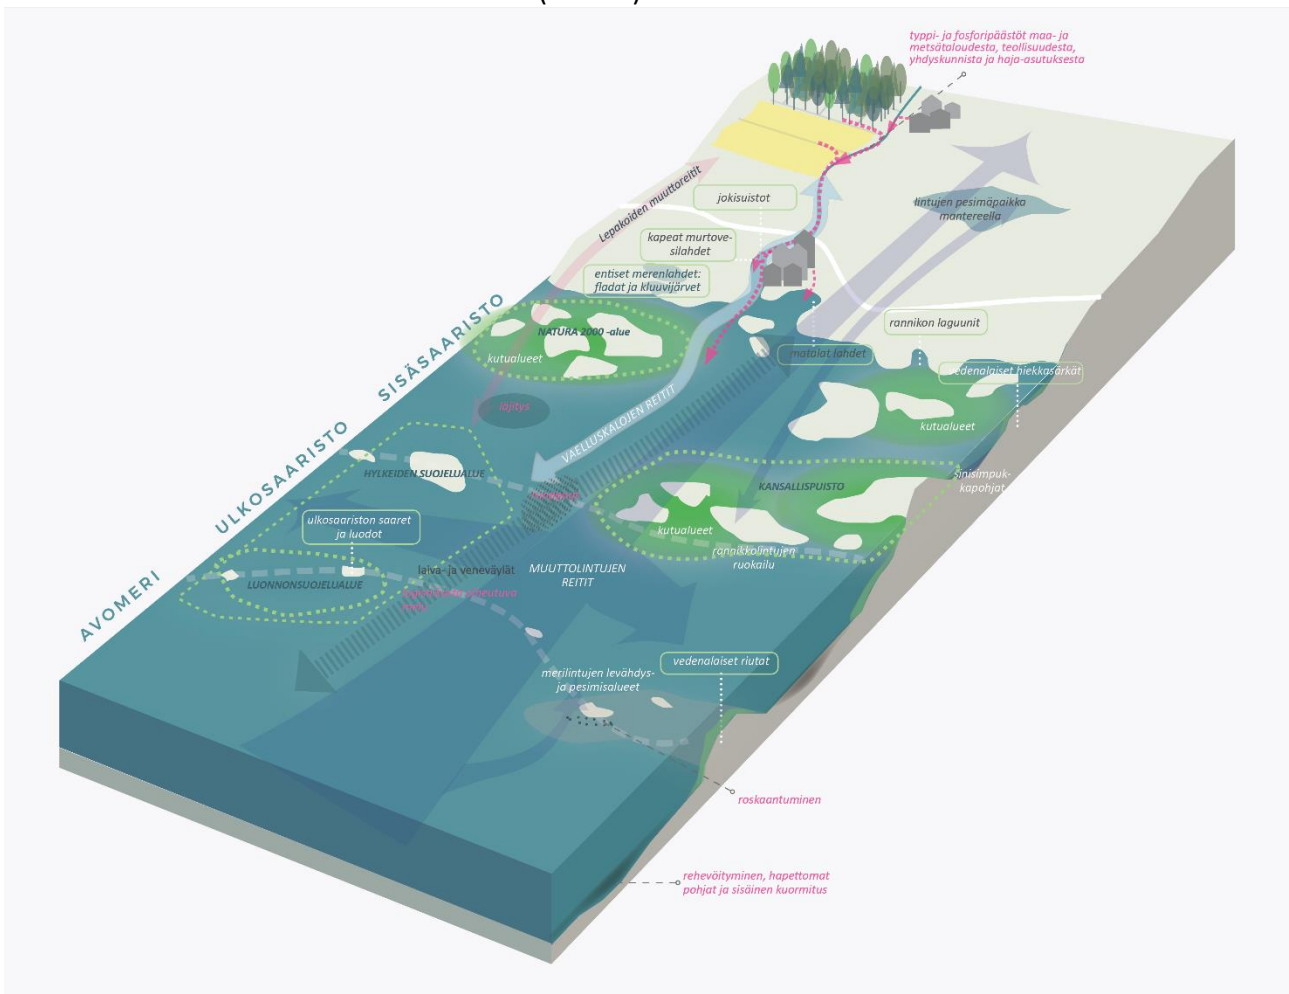 typpi- ja fosforipäästöt maa- ja
metsätaloudesta, teollisuudesta,
yhdyskunnista ja haja-asutuksesta
Lepakoiden muuttoreitit
jokisuistot
lintujen pesimäpaikka
mantereella
kapeat murtove-
silahdet
entiset merenlahdet:
fladat ja kluuvijärvet
SISÄSAARISTO
NATURA 2000 -alue
kutualueet
rannikon laguunit
matalat lahdet
vedenalaiset hiekkasärkät
läjitys
VAELLUSKALOJEN REITIT
kutualueet
ULKOSAARISTO
HYLKEIDEN SUOJELUALUE
KANSALLISPUISTO
sinisimpuk-
kapohjat
ulkosaariston saaret
ja luodot
kutualueet
rannikkolintujen
ruokailu
AVOMERI
LUONNONSUOJELUALUE
laiva- ja veneväylät
MUUTTOLINTUJEN
REITIT
melu
vedenalaiset riutat
merilintujen levähdys-
ja pesimisalueet
roskaantuminen
rehevöityminen, hapettomat
pohjat ja sisäinen kuormitus